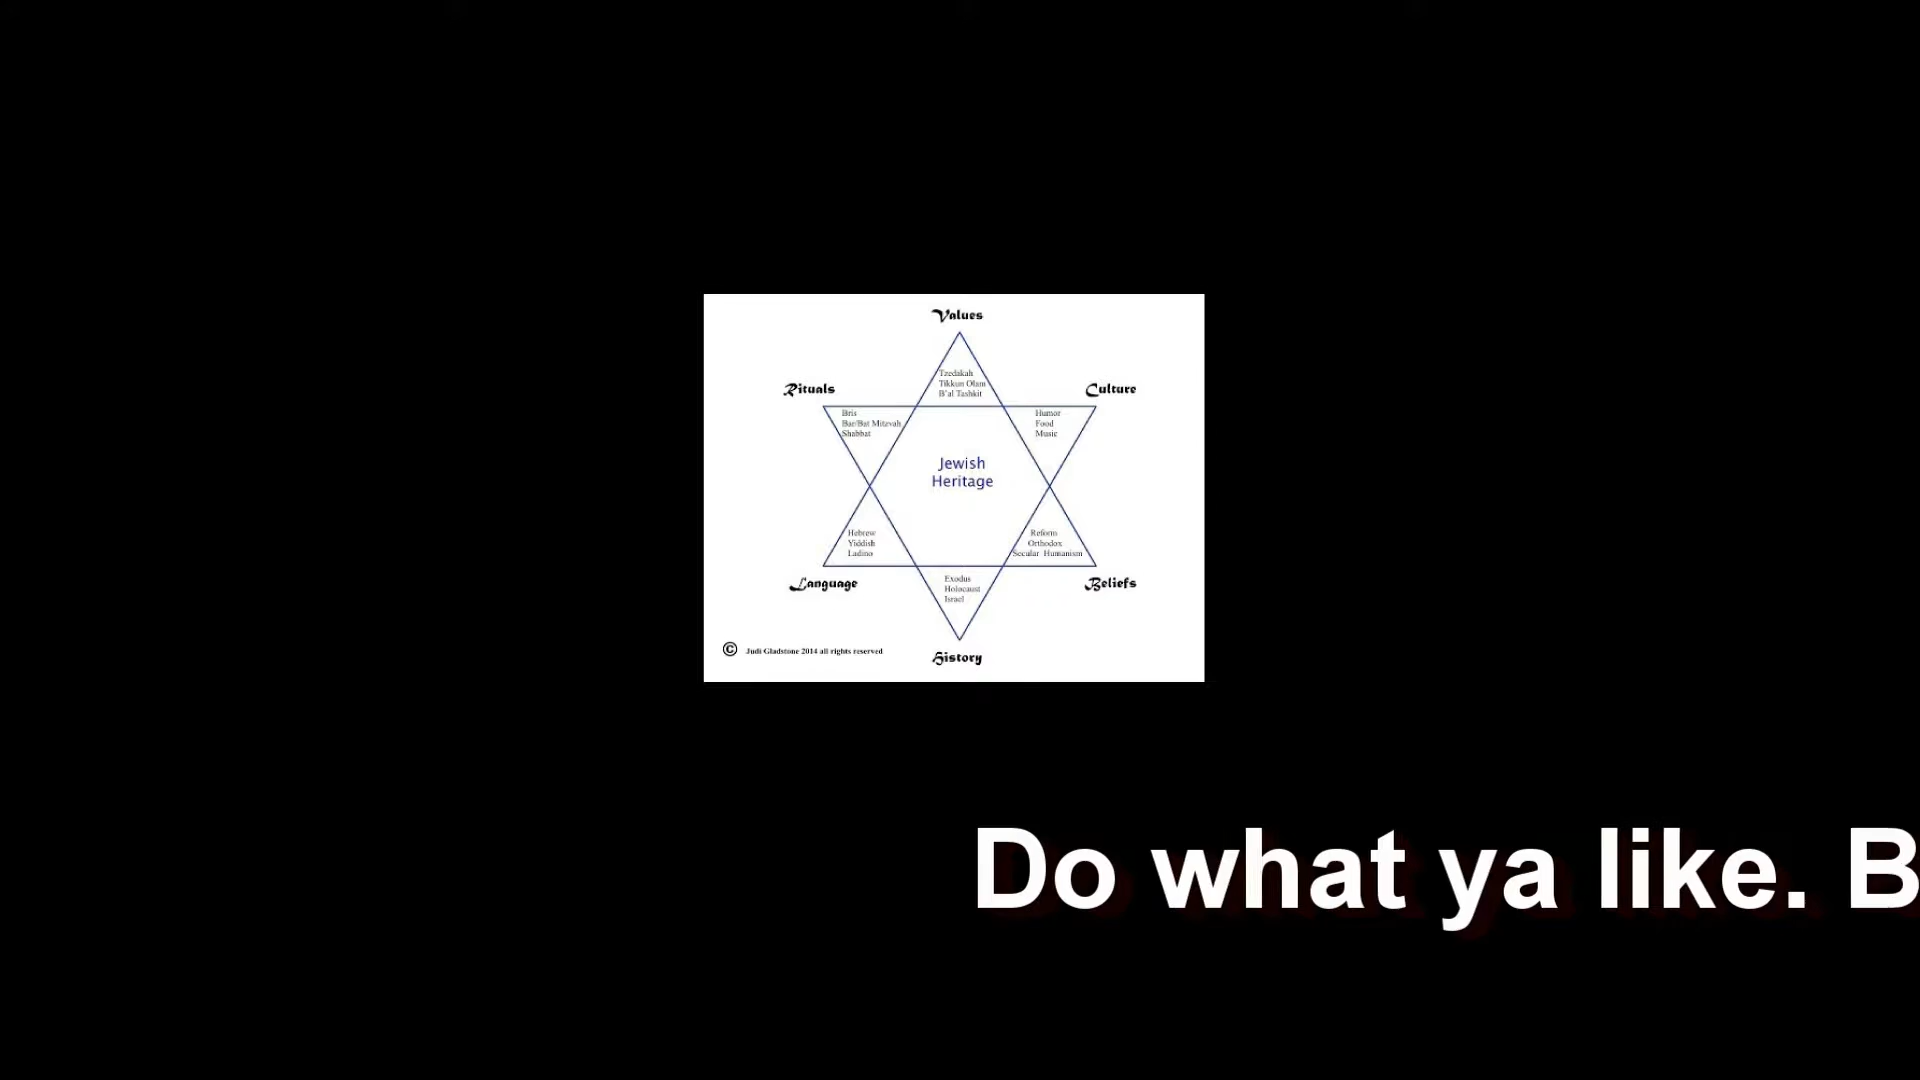 Values
Rituals
Culture
Tzedakah
Tikkun Olam
B'al Tashkit
Bris
Bar/Bat Mitzvah
Shabbat
Humor
Food
Music
Jewish
Heritage
Hebrew
Yiddish
Ladino
Reform
Orthodox
Secular Humanism
Language
Beliefs
Exodus
Holocaust
Israel
History
© Judi Gladstone 2014 all rights reserved
Do what ya like. B